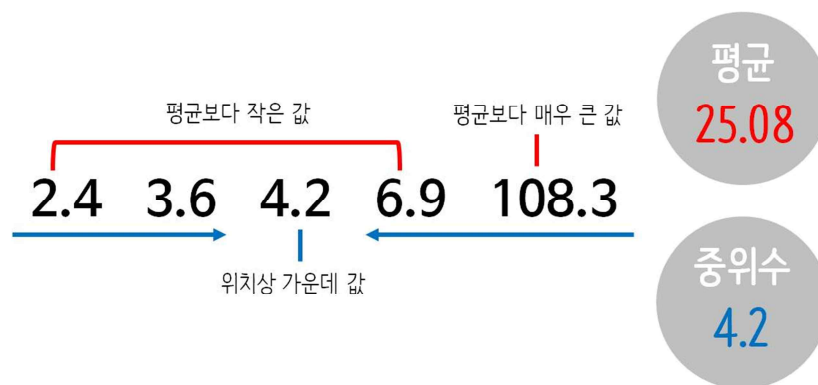 평균보다 작은 값
평균보다 매우 큰 값
2.4 3.6 4.2 6.9 108.3
위치상 가운데 값
평균
25.08
중위수
4.2